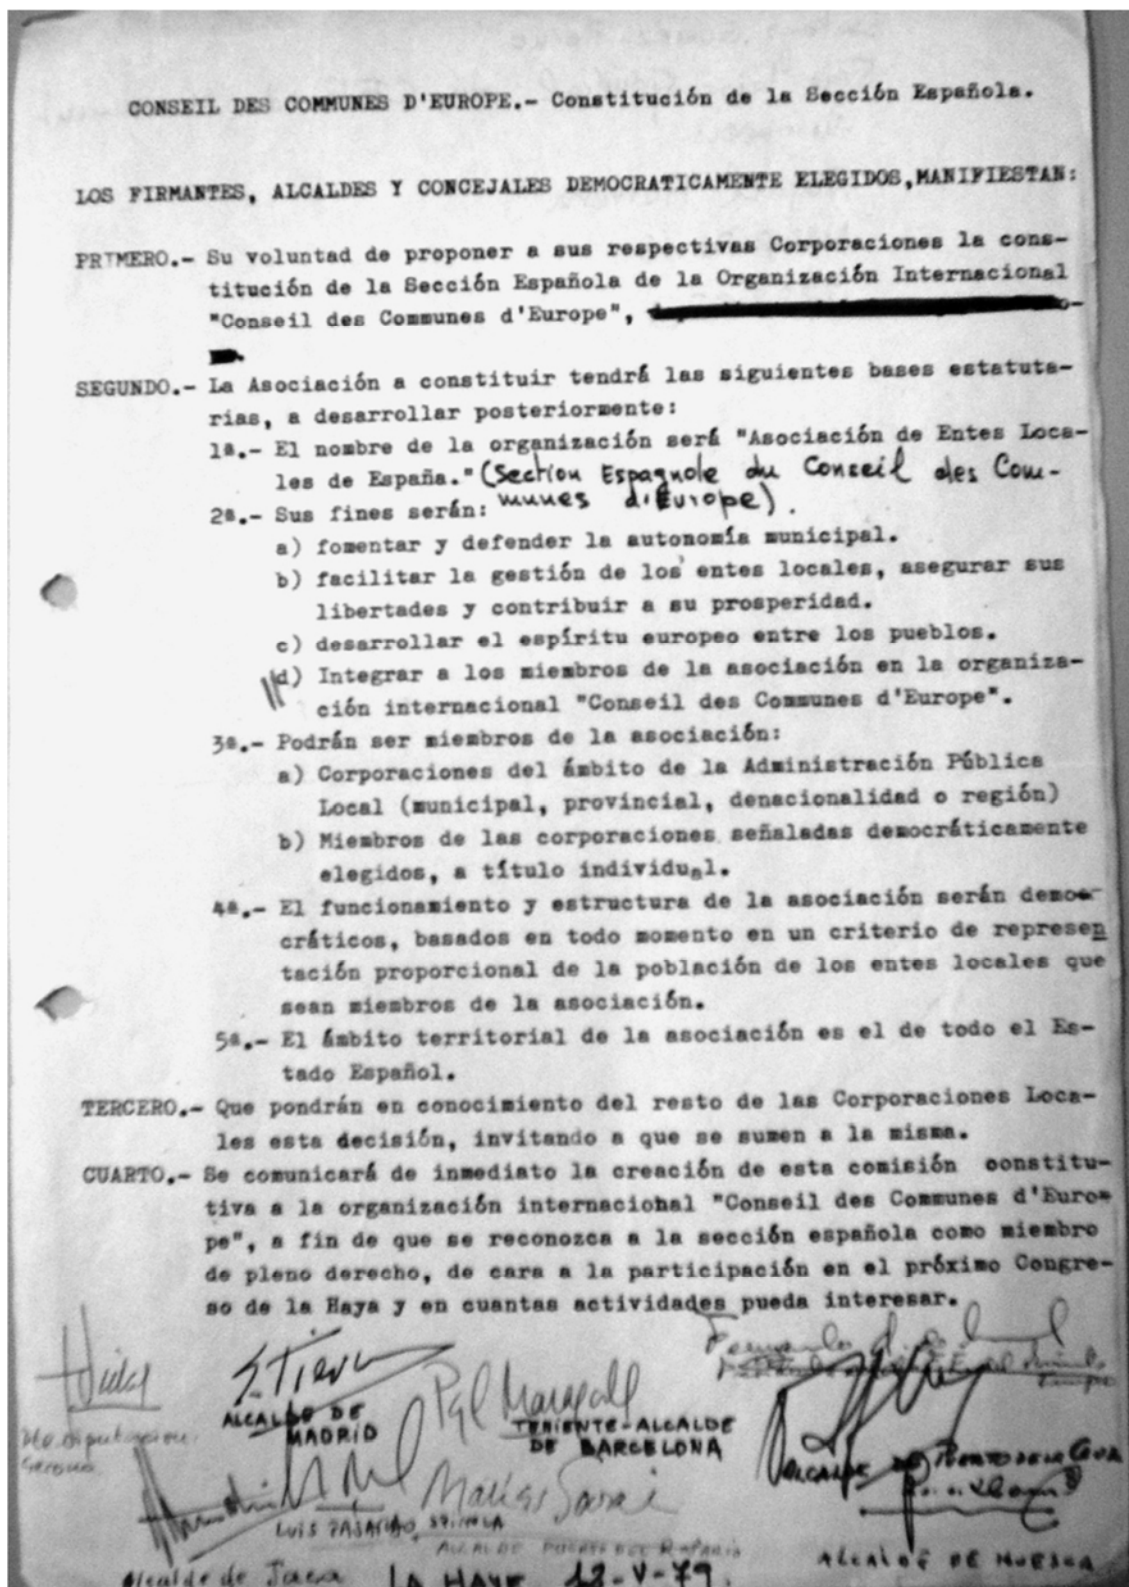 CONSEIL DES COMMUNES D'EUROPE.- Constitución de la Sección Española.
LOS FIRMANTES, ALCALDES Y CONCEJALES DEMOCRATICAMENTE ELEGIDOS,MANIFIESTAN:
PRIMERO.- Su voluntad de proponer a sus respectivas Corporaciones la cons-
titución de la Sección Española de la Organización Internacional
"Conseil des Communes d'Europe",
SEGUNDO.- La Asociación a constituir tendrá las siguientes bases estatuta-
rias, a desarrollar posteriormente:
1ª.- El nombre de la organización será "Asociación de Entes Loca-
les de España." (Section Espagnole du Conseil des Com-
munes d'Europe).
2ª.- Sus fines serán:
a) fomentar y defender la autonomía municipal.
b) facilitar la gestión de los entes locales, asegurar sus
libertades y contribuir a su prosperidad.
c) desarrollar el espíritu europeo entre los pueblos.
d) Integrar a los miembros de la asociación en la organiza-
ción internacional "Conseil des Communes d'Europe".
3ª.- Podrán ser miembros de la asociación:
a) Corporaciones del ámbito de la Administración Pública
Local (municipal, provincial, denacionalidad o región)
b) Miembros de las corporaciones señaladas democráticamente
elegidos, a título individual.
4ª.- El funcionamiento y estructura de la asociación serán demo-
cráticos, basados en todo momento en un criterio de represen
tación proporcional de la población de los entes locales que
sean miembros de la asociación.
5ª.- El ámbito territorial de la asociación es el de todo el Es-
tado Español.
TERCERO.- Que pondrán en conocimiento del resto de las Corporaciones Loca-
les esta decisión, invitando a que se sumen a la misma.
CUARTO.- Se comunicará de inmediato la creación de esta comisión constitu-
tiva a la organización internacional "Conseil des Communes d'Euro-
pe", a fin de que se reconozca a la sección española como miembro
de pleno derecho, de cara a la participación en el próximo Congre-
so de la Haya y en cuantas actividades pueda interesar.
ALCALDE DE
MADRID
TENIENTE-ALCALDE
DE BARCELONA
ALCALDE DE
LUIS
ALCALDE
ALCALDE DE HUESCA
Alcalde de Jaca
LA HAYE 12-V-79